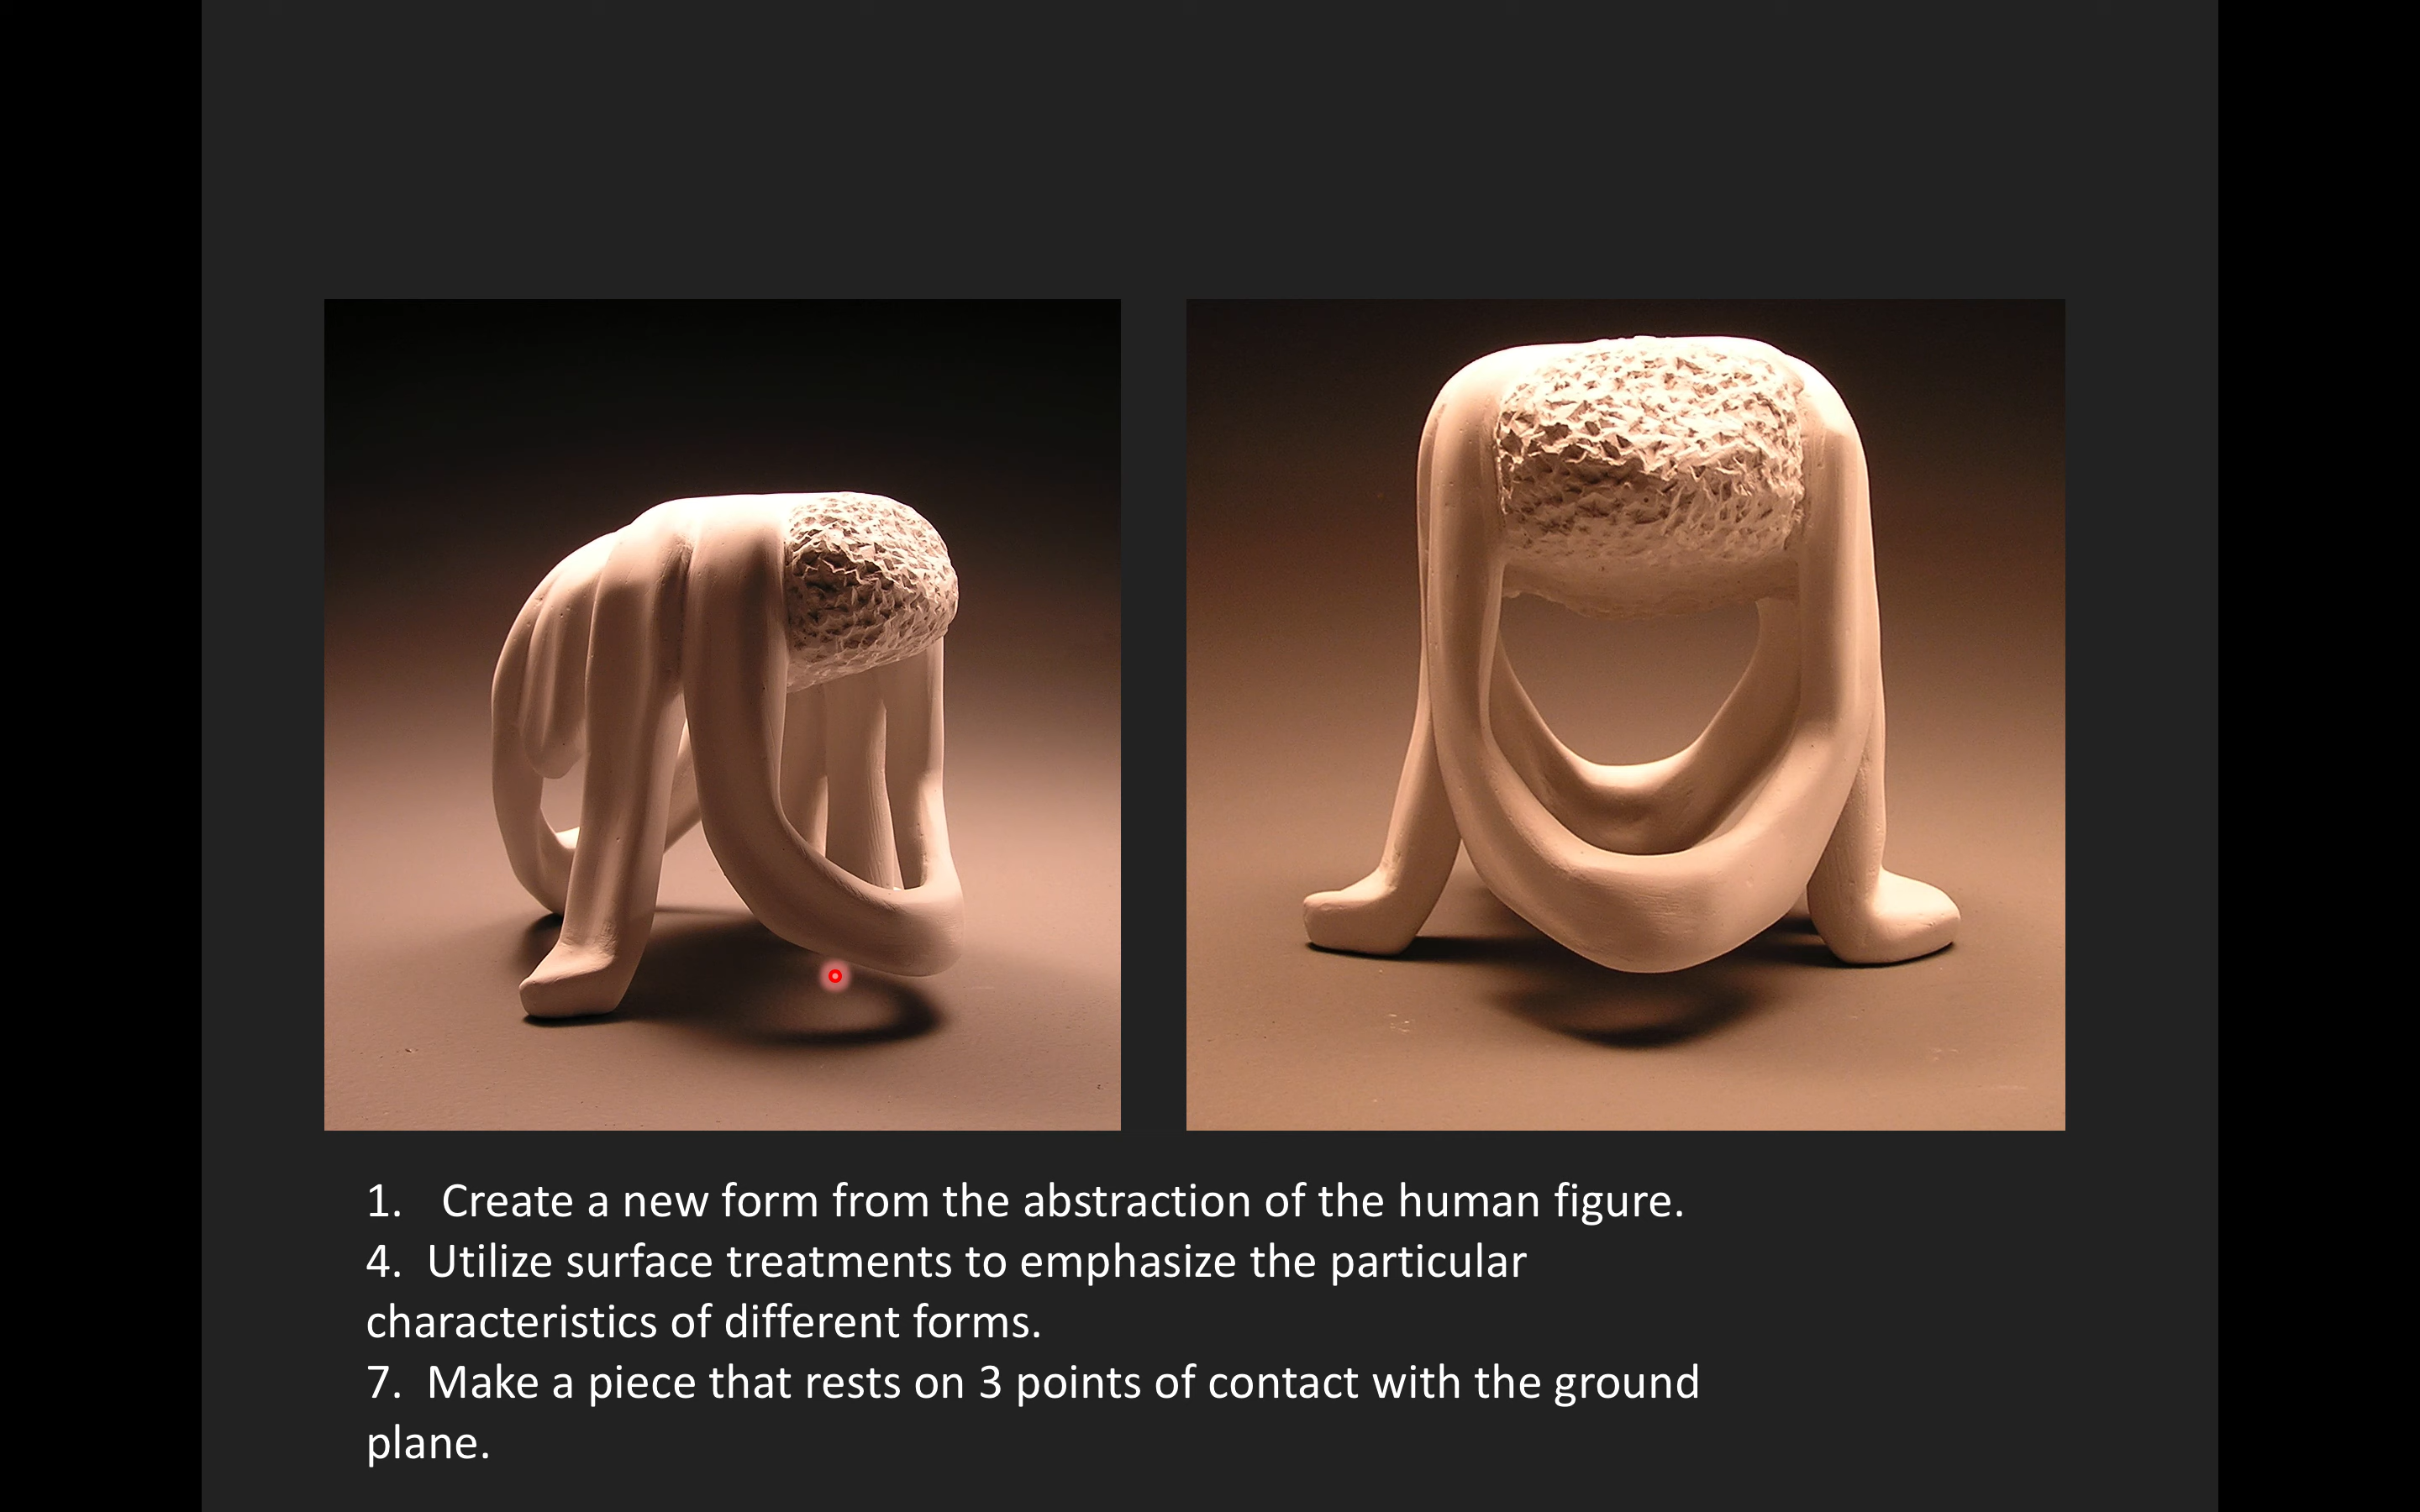 1. Create a new form from the abstraction of the human figure.
4. Utilize surface treatments to emphasize the particular
characteristics of different forms.
7. Make a piece that rests on 3 points of contact with the ground
plane.